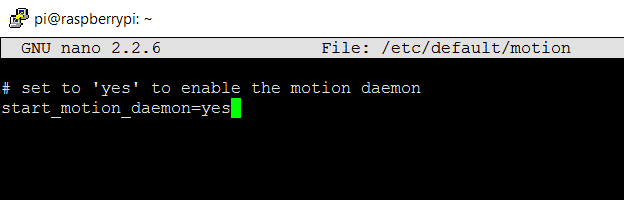 pi@raspberrypi: ~
GNU nano 2.2.6 File: /etc/default/motion
# set to 'yes' to enable the motion daemon
start_motion_daemon=yes